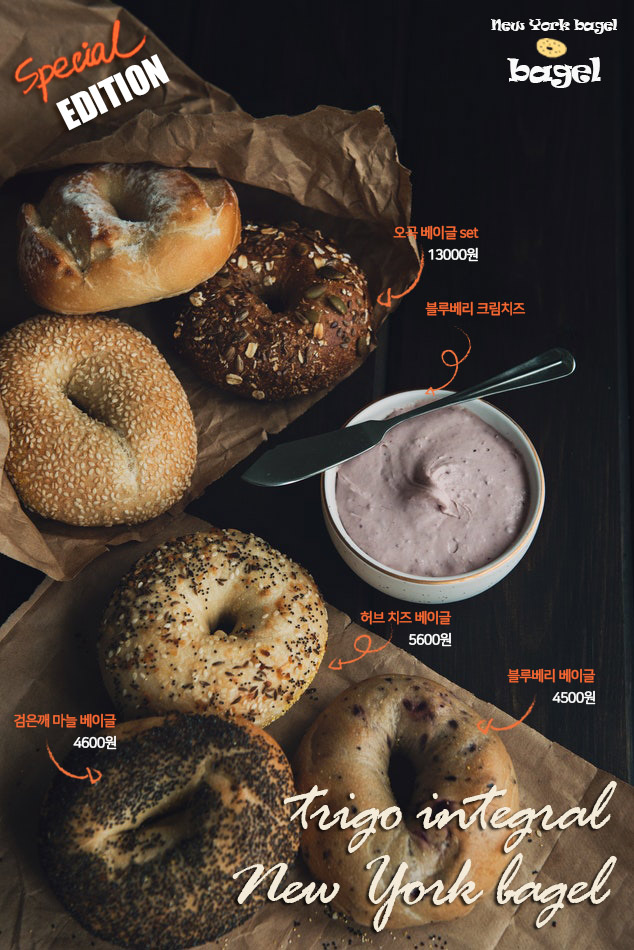 Special
EDITION
New York bagel
bagel
오곡 베이글 set
13000원
블루베리 크림치즈
허브 치즈 베이글
5600원
블루베리 베이글
4500원
검은깨 마늘 베이글
4600원
trigo integral
New York bagel